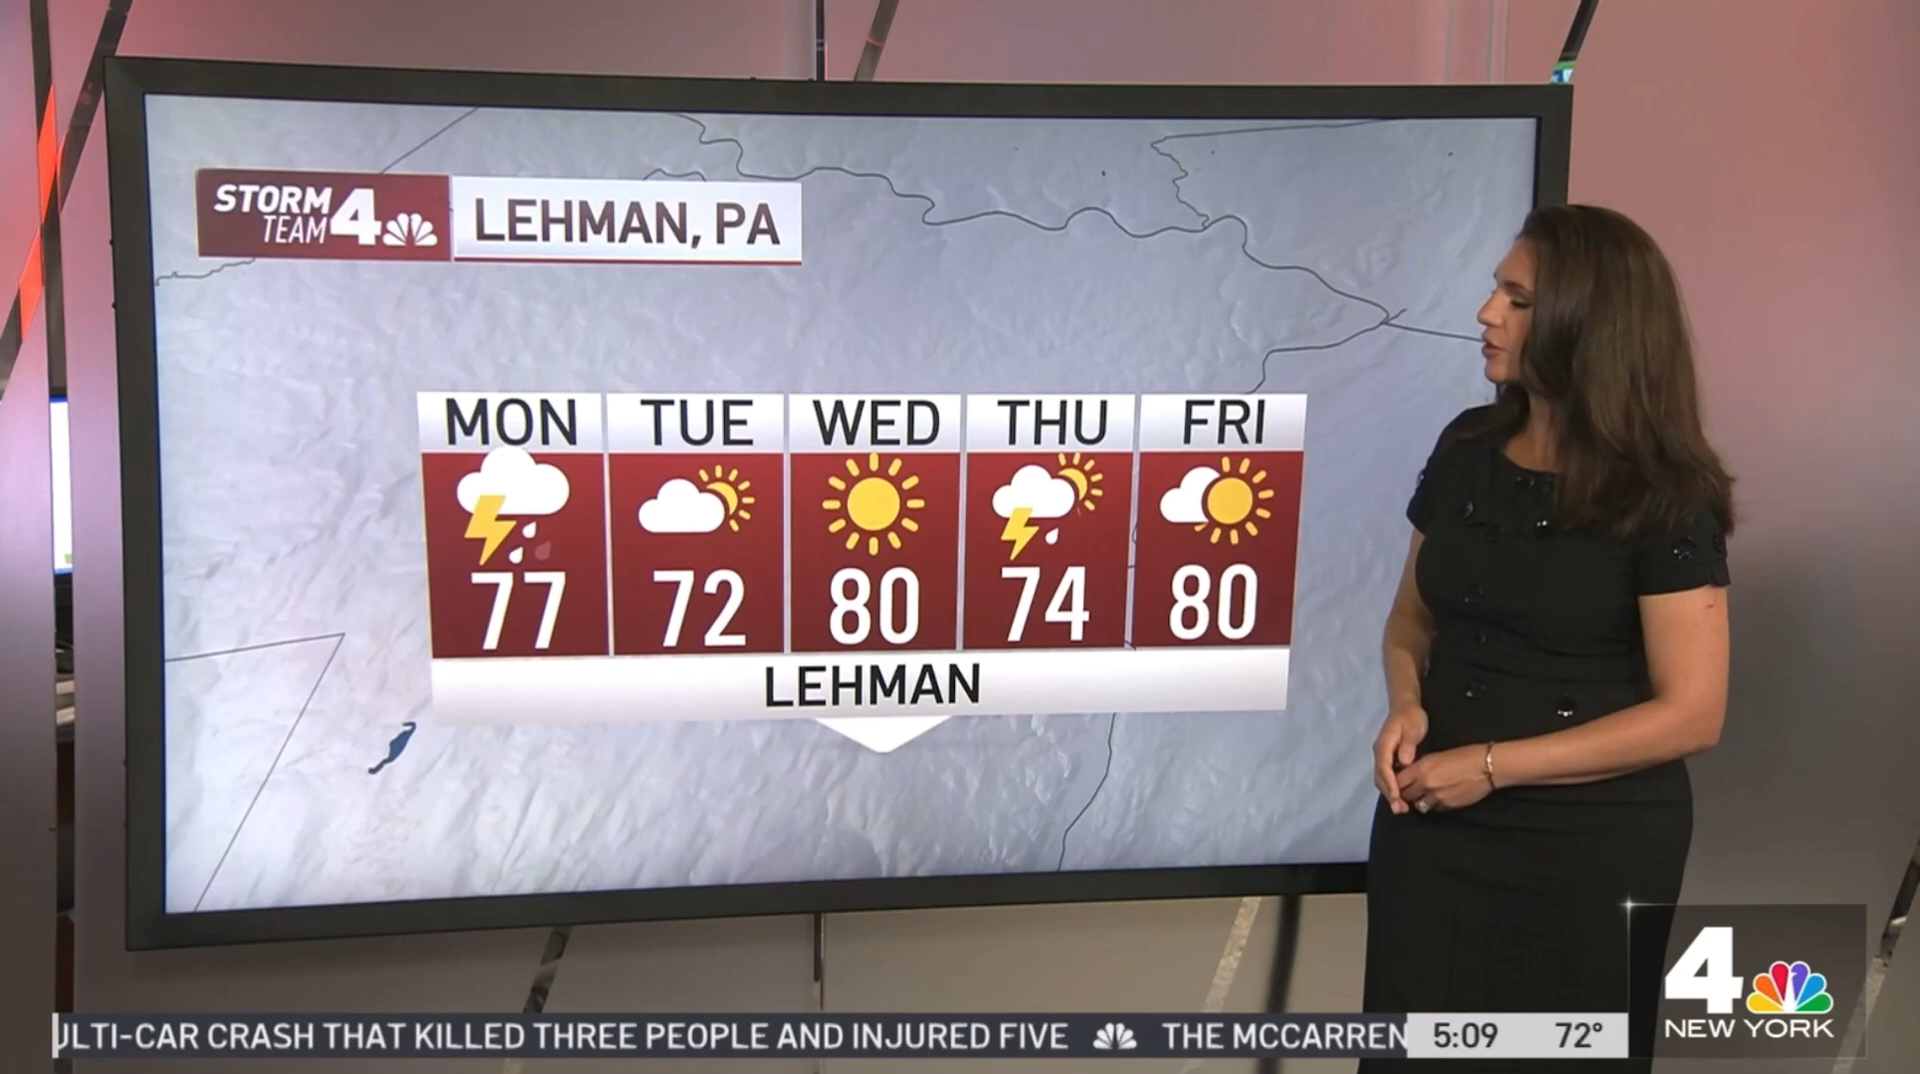 STORM
TEAM 4
LEHMAN, PA
MON TUE WED THU FRI
77 72 80 74 80
LEHMAN
4
NEW YORK
ULTI-CAR CRASH THAT KILLED THREE PEOPLE AND INJURED FIVE THE MCCARREN 5:09 72°